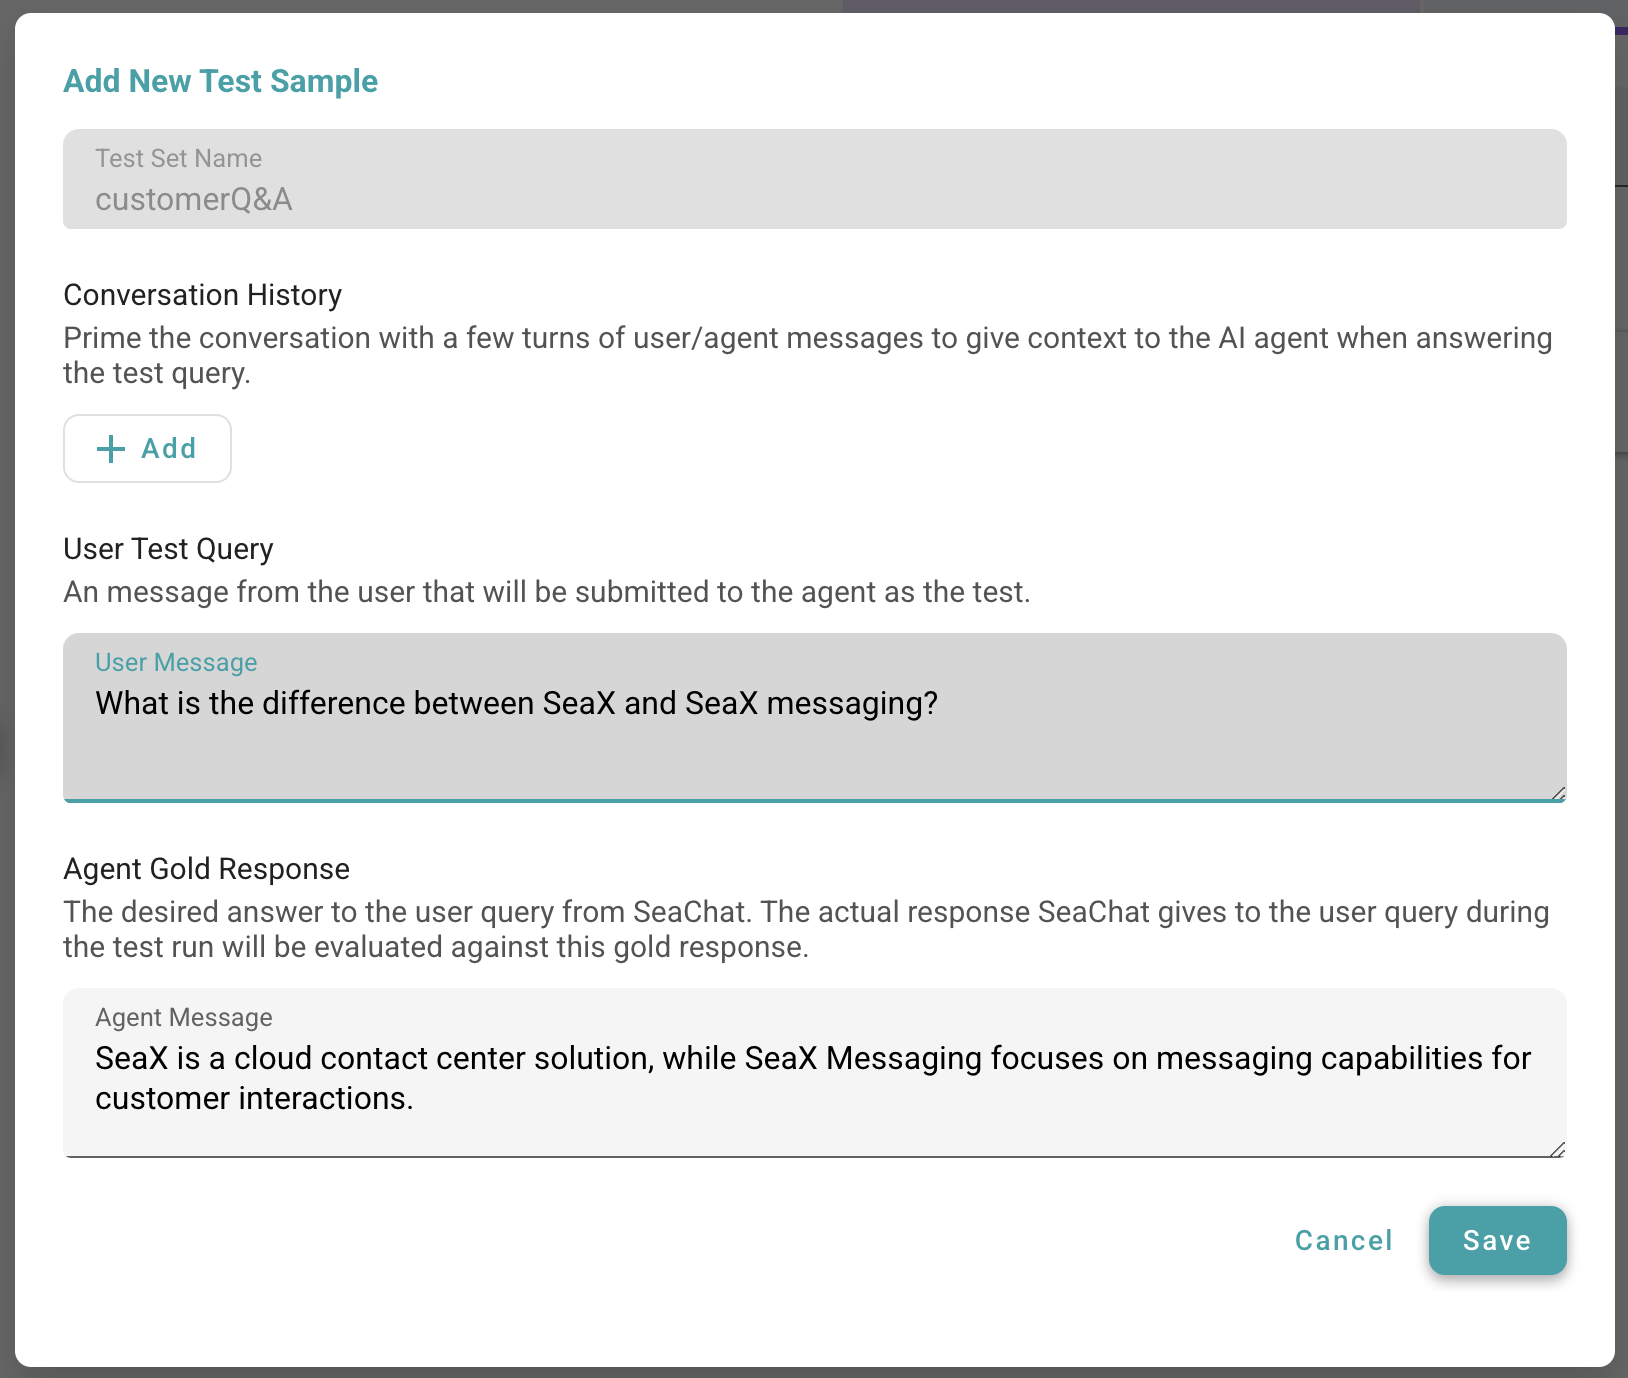 Add New Test Sample
Test Set Name
customerQ&A
Conversation History
Prime the conversation with a few turns of user/agent messages to give context to the AI agent when answering
the test query.
Add
User Test Query
An message from the user that will be submitted to the agent as the test.
User Message
What is the difference between SeaX and SeaX messaging?
Agent Gold Response
The desired answer to the user query from SeaChat. The actual response SeaChat gives to the user query during
the test run will be evaluated against this gold response.
Agent Message
SeaX is a cloud contact center solution, while SeaX Messaging focuses on messaging capabilities for
customer interactions.
Cancel
Save